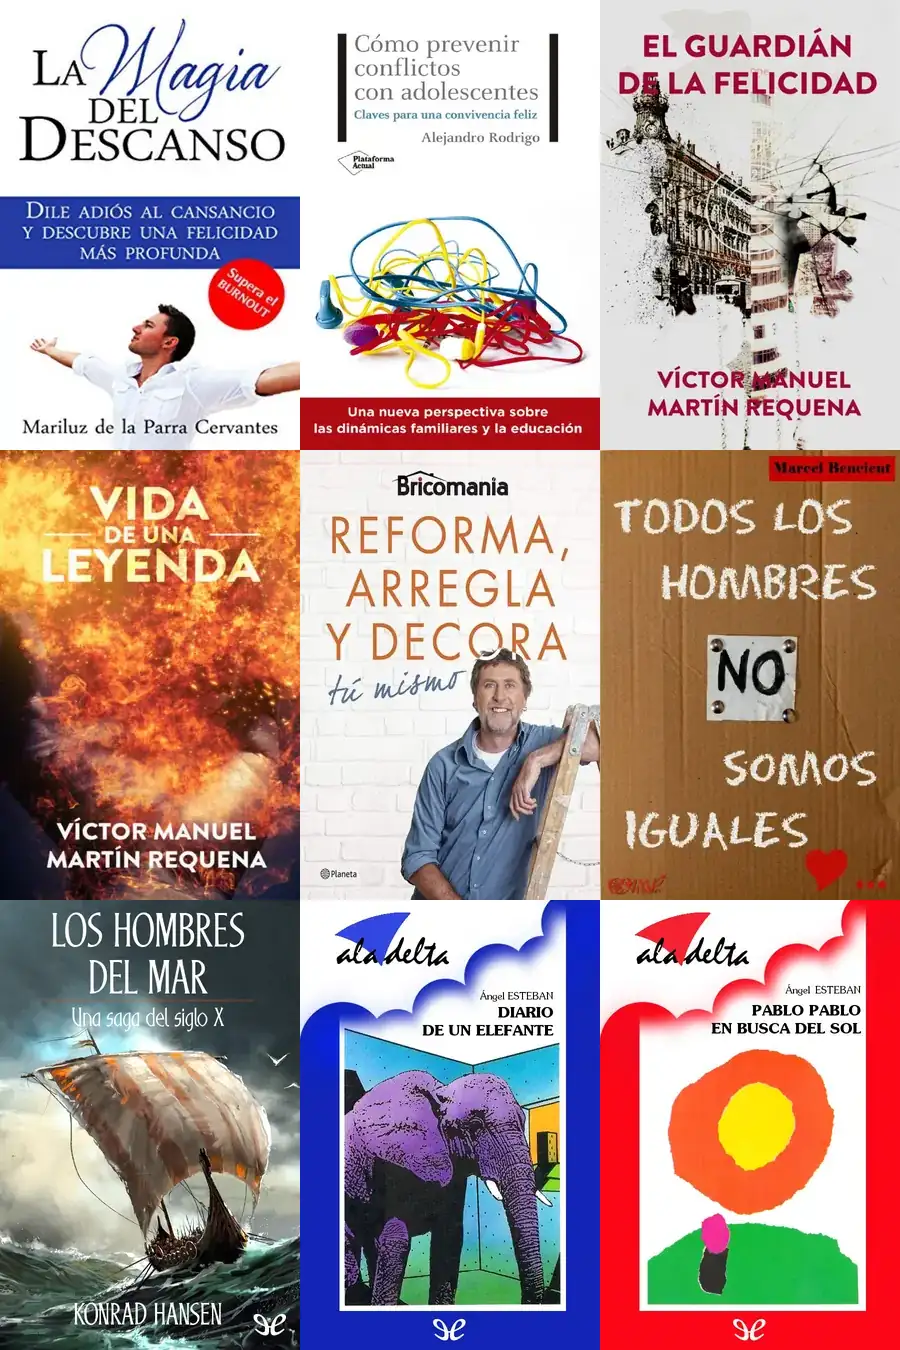 La Magia
del
Descanso
Dile adiós al cansancio
y descubre una felicidad
más profunda
Supera el
BURNOUT
Mariluz de la Parra Cervantes
Cómo prevenir
conflictos
con adolescentes
Claves para una convivencia feliz
Alejandro Rodrigo
Plataforma
Actual
Una nueva perspectiva sobre
las dinámicas familiares y la educación
EL GUARDIÁN
DE LA FELICIDAD
VÍCTOR MANUEL
MARTÍN REQUENA
VIDA
DE UNA
LEYENDA
VÍCTOR MANUEL
MARTÍN REQUENA
Bricomania
REFORMA,
ARREGLA
Y DECORA
tú mismo
Planeta
Marcel Bencient
TODOS LOS
HOMBRES
NO
SOMOS
IGUALES
LOS HOMBRES
DEL MAR
Una saga del siglo X
KONRAD HANSEN
ala delta
Ángel ESTEBAN
DIARIO
DE UN ELEFANTE
ala delta
Ángel ESTEBAN
PABLO PABLO
EN BUSCA DEL SOL